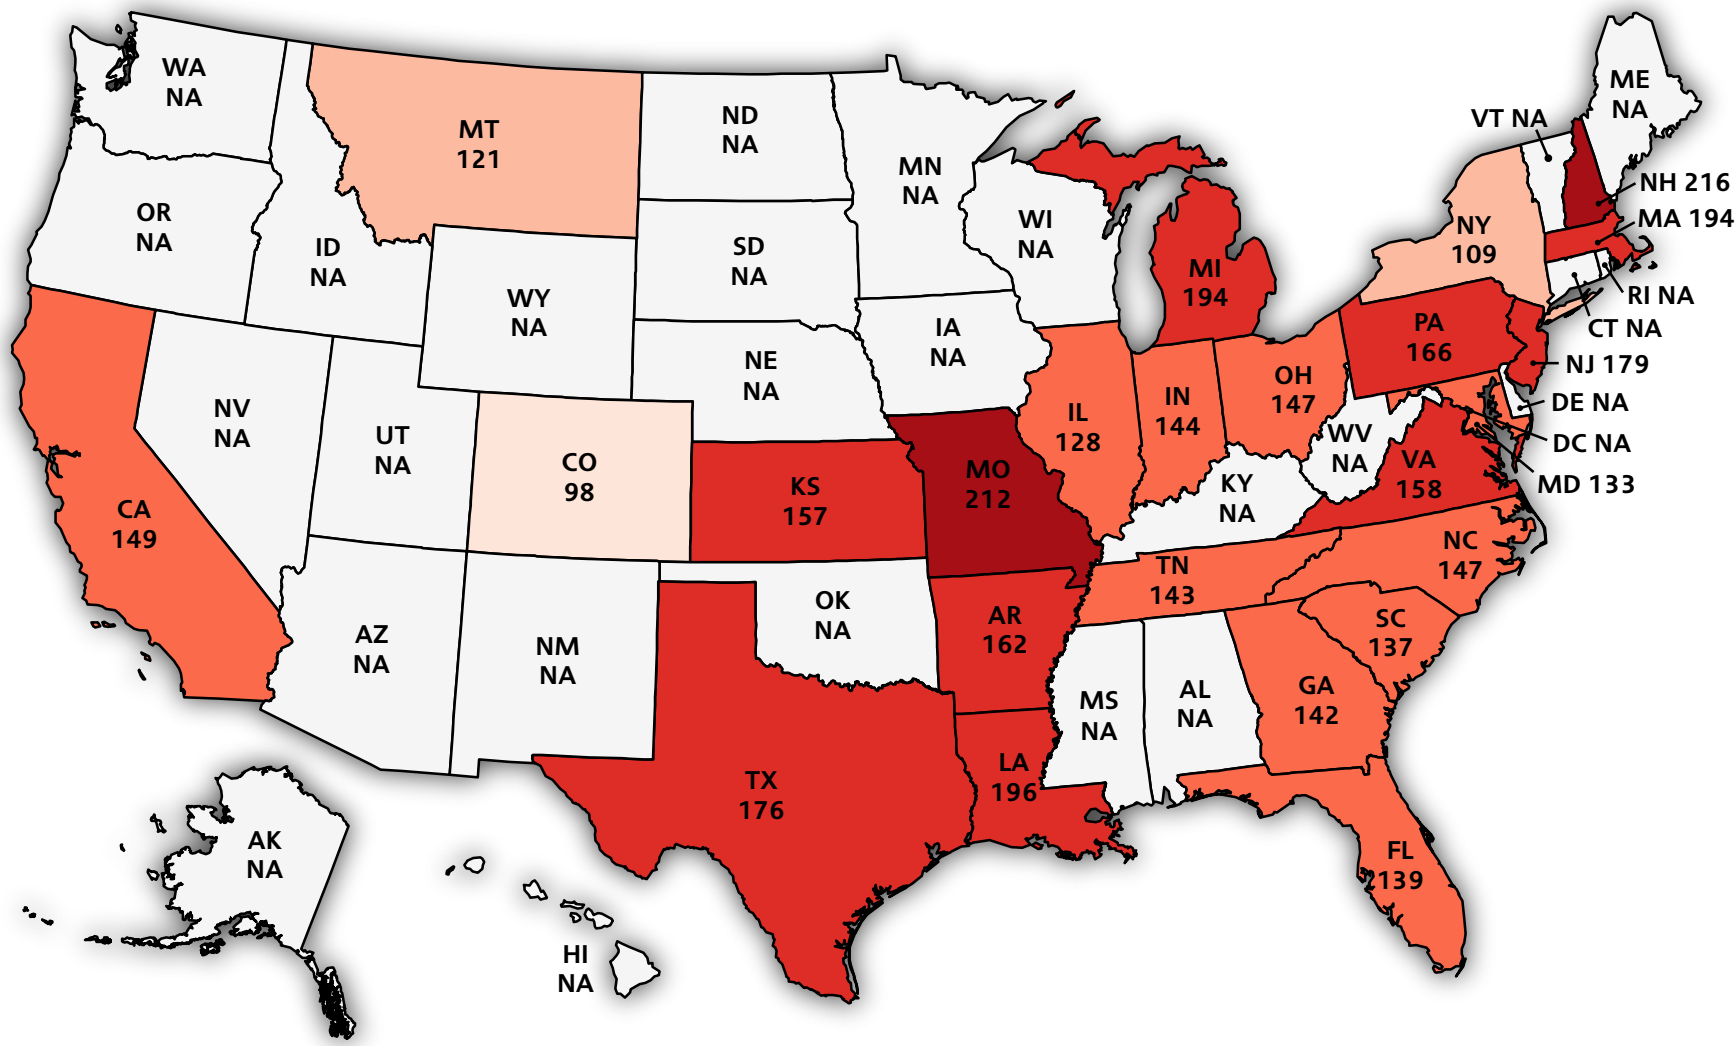 WA
NA
MT
121
ND
NA
MN
NA
ME
NA
VT NA
NH 216
MA 194
OR
NA
ID
NA
SD
NA
WI
NA
NY
109
MI
194
WY
NA
RI NA
CT NA
IA
NA
PA
166
NE
NA
NJ 179
OH
147
IN
144
IL
128
DE NA
NV
NA
UT
NA
CO
98
WV
NA
DC NA
KS
157
MO
212
KY
NA
VA
158
MD 133
CA
149
NC
147
TN
143
OK
NA
AR
162
SC
137
AZ
NA
NM
NA
MS
NA
AL
NA
GA
142
LA
196
TX
176
AK
NA
FL
139
HI
NA